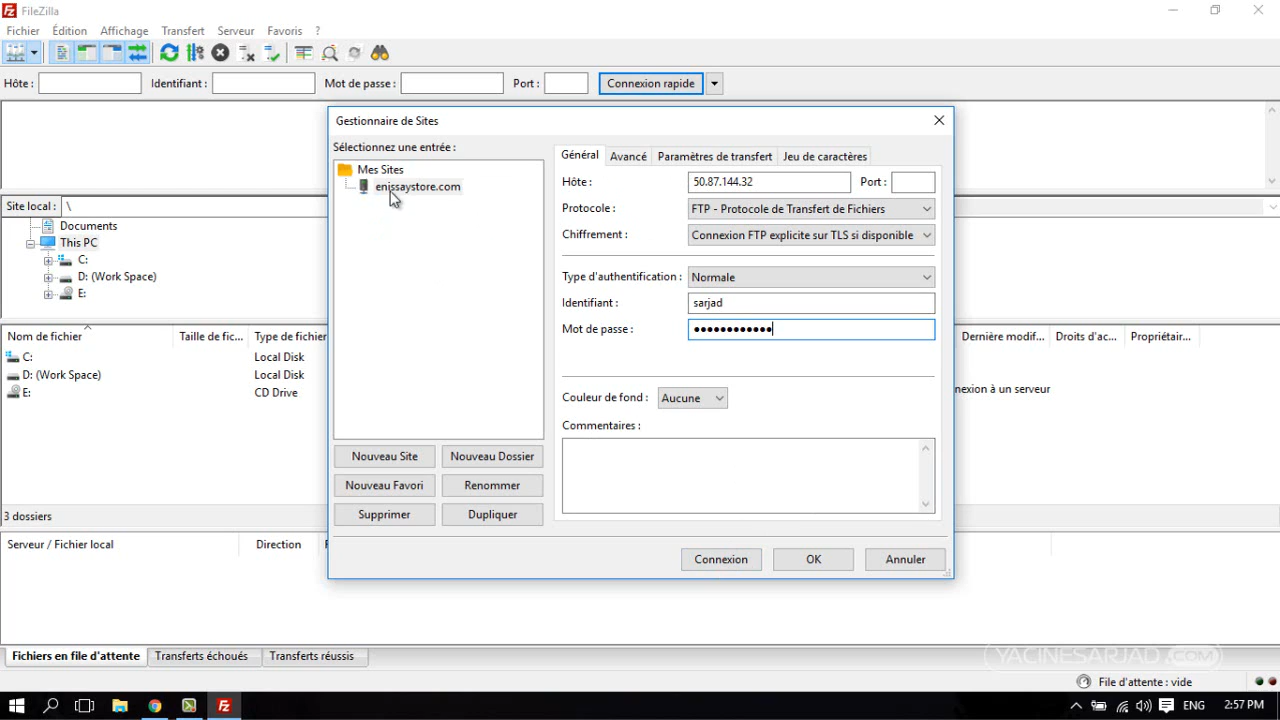 FileZilla
Fichier Édition Affichage Transfert Serveur Favoris ?
Hôte : Identifiant : Mot de passe : Port : Connexion rapide
Gestionnaire de Sites
Sélectionnez une entrée :
Mes Sites
enissaystore.com
Nouveau Site Nouveau Dossier
Nouveau Favori Renommer
Supprimer Dupliquer
Général Avancé Paramètres de transfert Jeu de caractères
Hôte : 50.87.144.32 Port :
Protocole : FTP - Protocole de Transfert de Fichiers
Chiffrement : Connexion FTP explicite sur TLS si disponible
Type d'authentification : Normale
Identifiant : sarjad
Mot de passe : ●●●●●●●●●●●●
Couleur de fond : Aucune
Commentaires :
Connexion OK Annuler
Site local : \
Documents
This PC
C:
D: (Work Space)
E:
Nom de fichier Taille de fic... Type de fichier
C: Local Disk
D: (Work Space) Local Disk
E: CD Drive
3 dossiers
Dernière modif... Droits d'ac... Propriétair...
nexion à un serveur
Serveur / Fichier local Direction
Fichiers en file d'attente Transferts échoués Transferts réussis
YACINESARJAD.COM
File d'attente : vide
ENG 2:57 PM